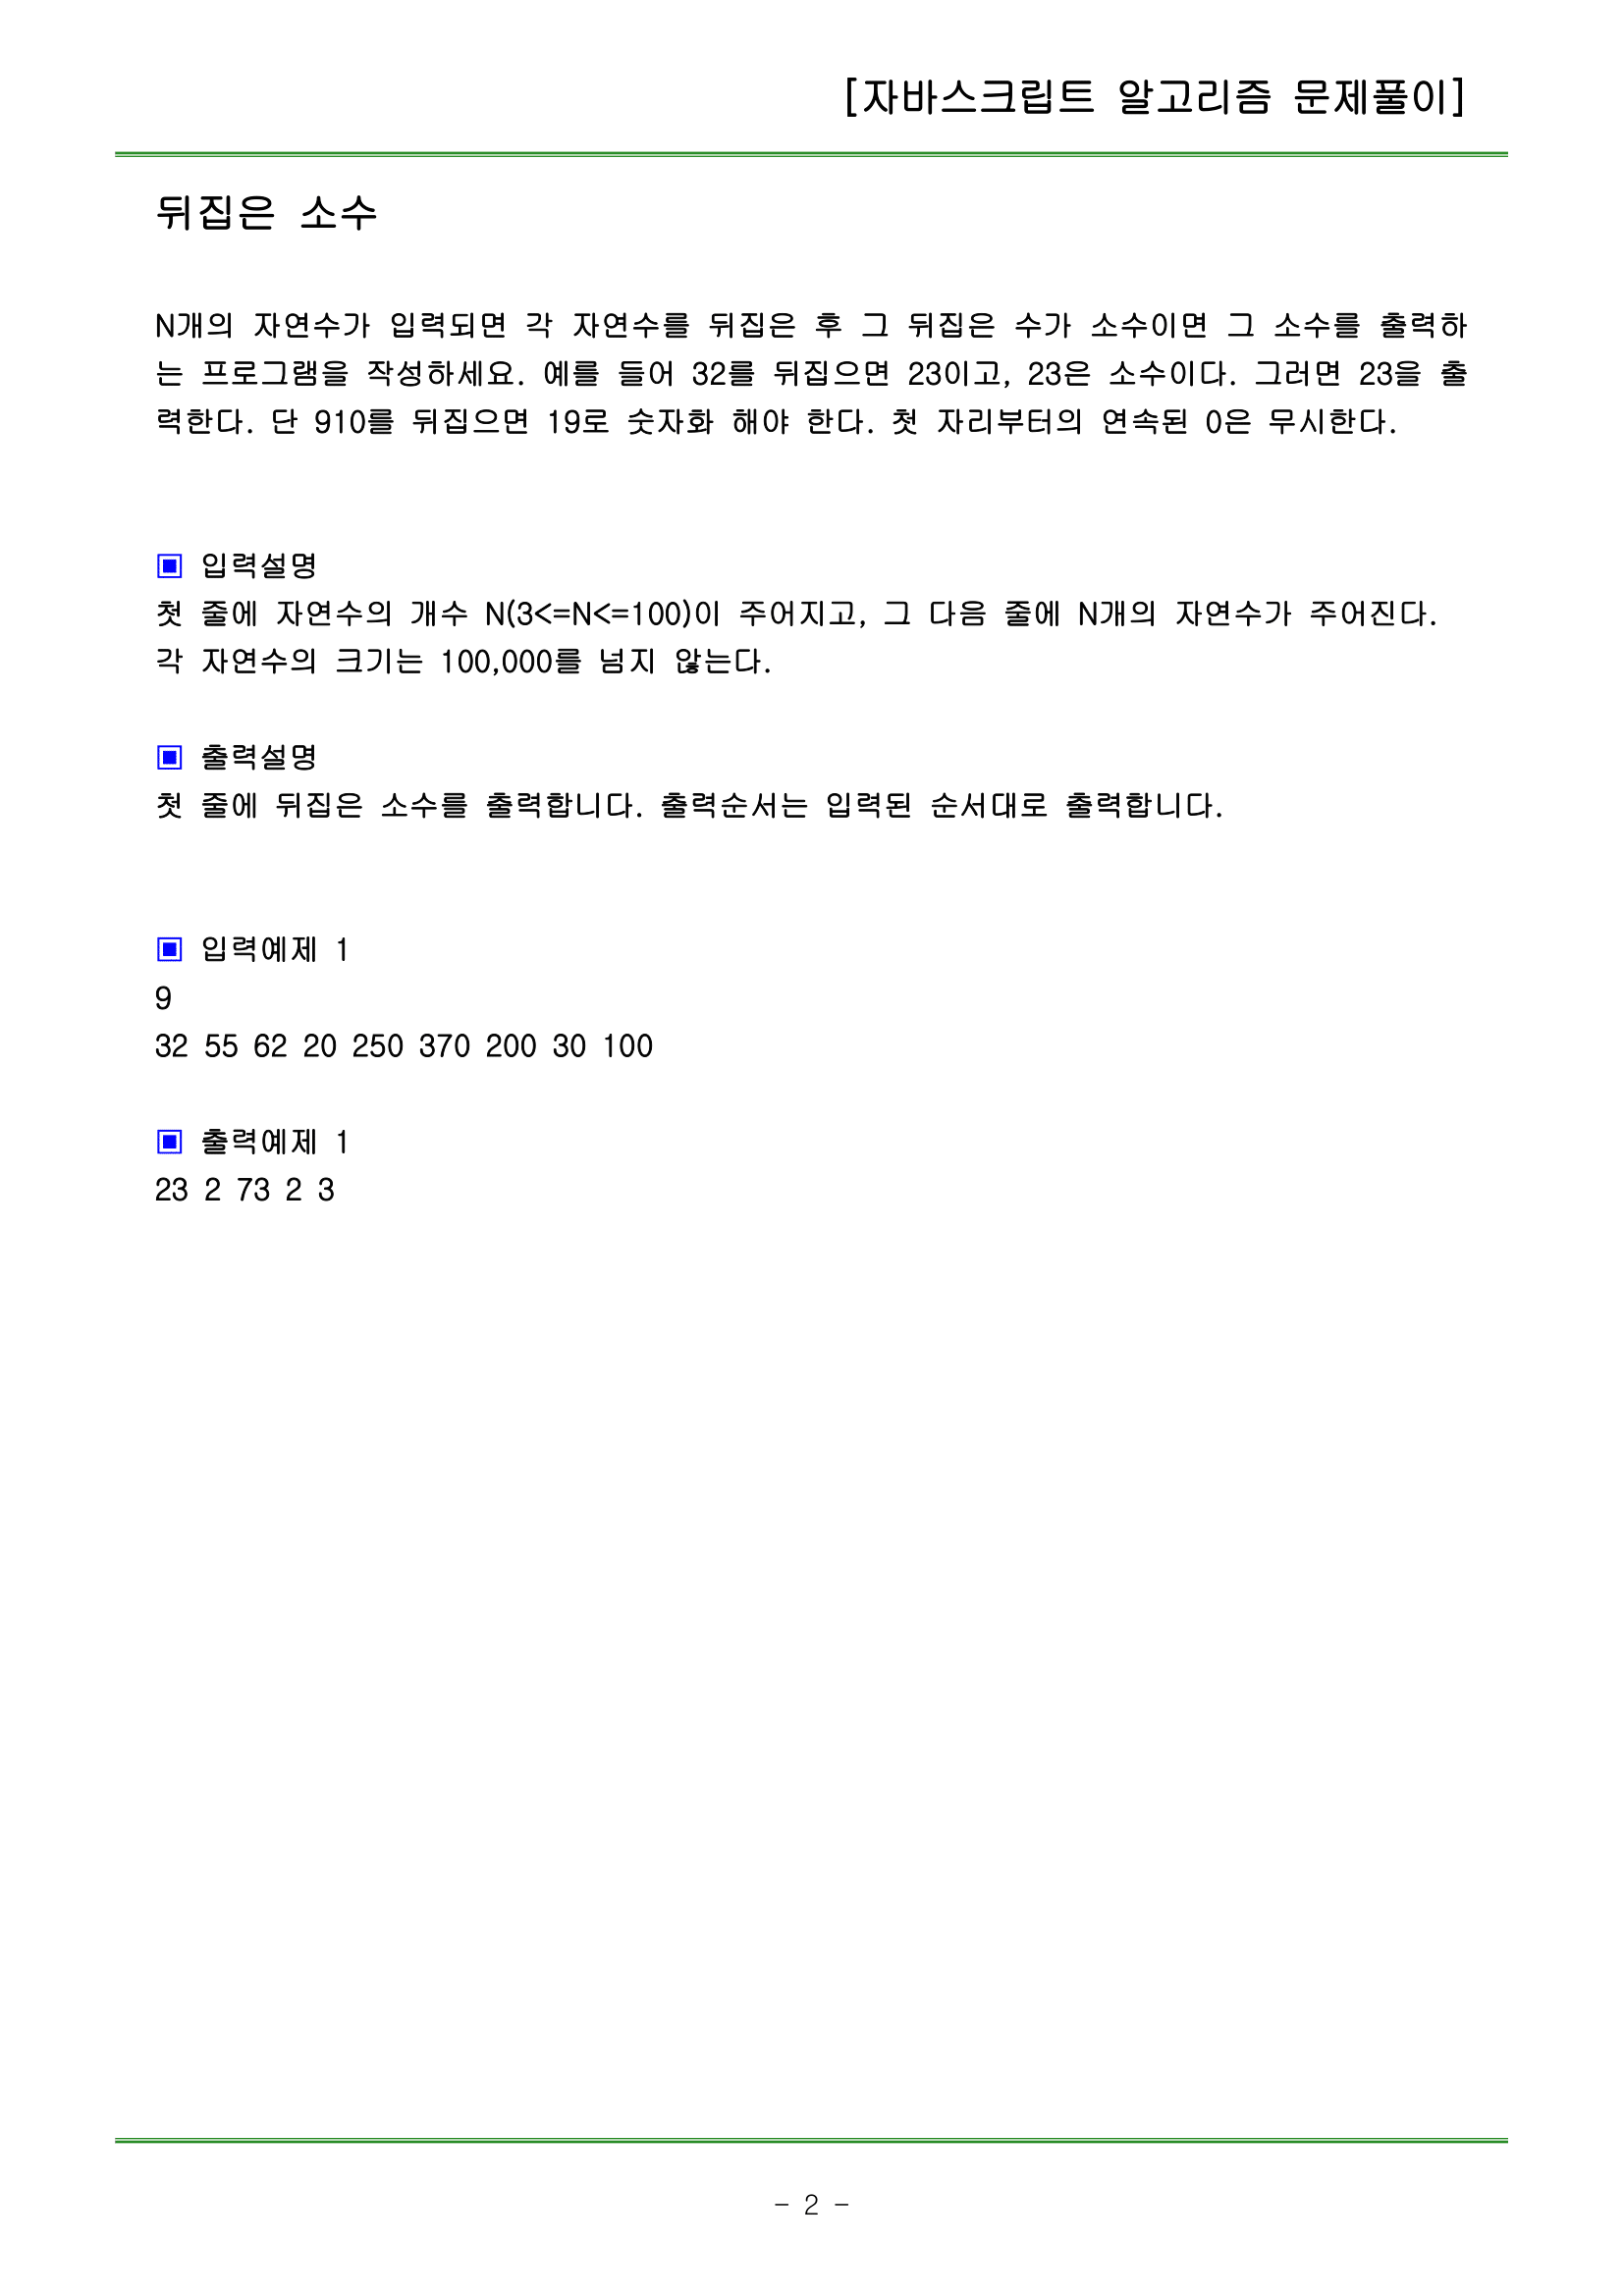 [자바스크립트 알고리즘 문제풀이]
뒤집은 소수
N개의 자연수가 입력되면 각 자연수를 뒤집은 후 그 뒤집은 수가 소수이면 그 소수를 출력하
는 프로그램을 작성하세요. 예를 들어 32를 뒤집으면 23이고, 23은 소수이다. 그러면 23을 출
력한다. 단 910를 뒤집으면 19로 숫자화 해야 한다. 첫 자리부터의 연속된 0은 무시한다.
▣ 입력설명
첫 줄에 자연수의 개수 N(3<=N<=100)이 주어지고, 그 다음 줄에 N개의 자연수가 주어진다.
각 자연수의 크기는 100,000를 넘지 않는다.
▣ 출력설명
첫 줄에 뒤집은 소수를 출력합니다. 출력순서는 입력된 순서대로 출력합니다.
▣ 입력예제 1
9
32 55 62 20 250 370 200 30 100
▣ 출력예제 1
23 2 73 2 3
- 2 -